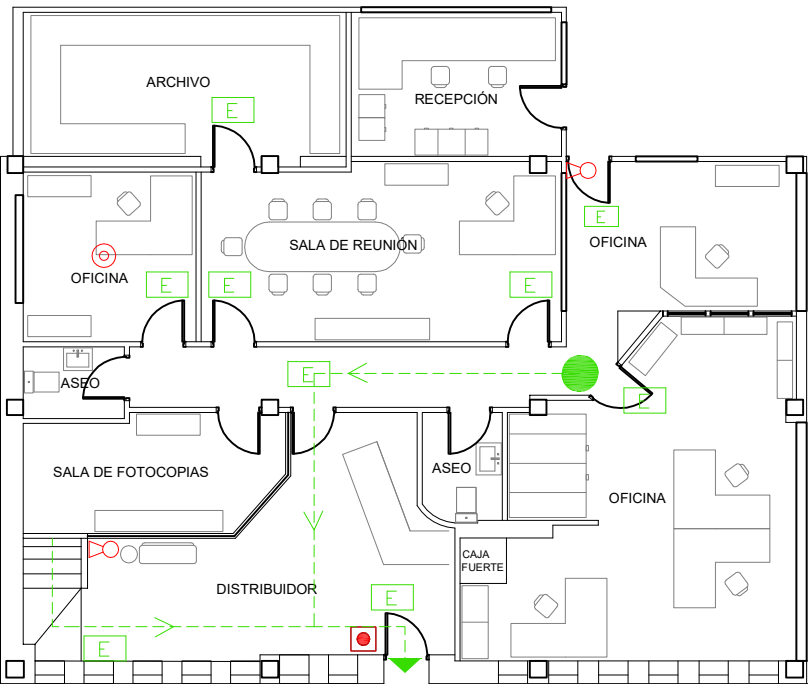 ARCHIVO
RECEPCIÓN
E
E
OFICINA
SALA DE REUNIÓN
OFICINA
E
E
E
E
ASEO
E
SALA DE FOTOCOPIAS
ASEO
OFICINA
CAJA
FUERTE
DISTRIBUIDOR
E
E